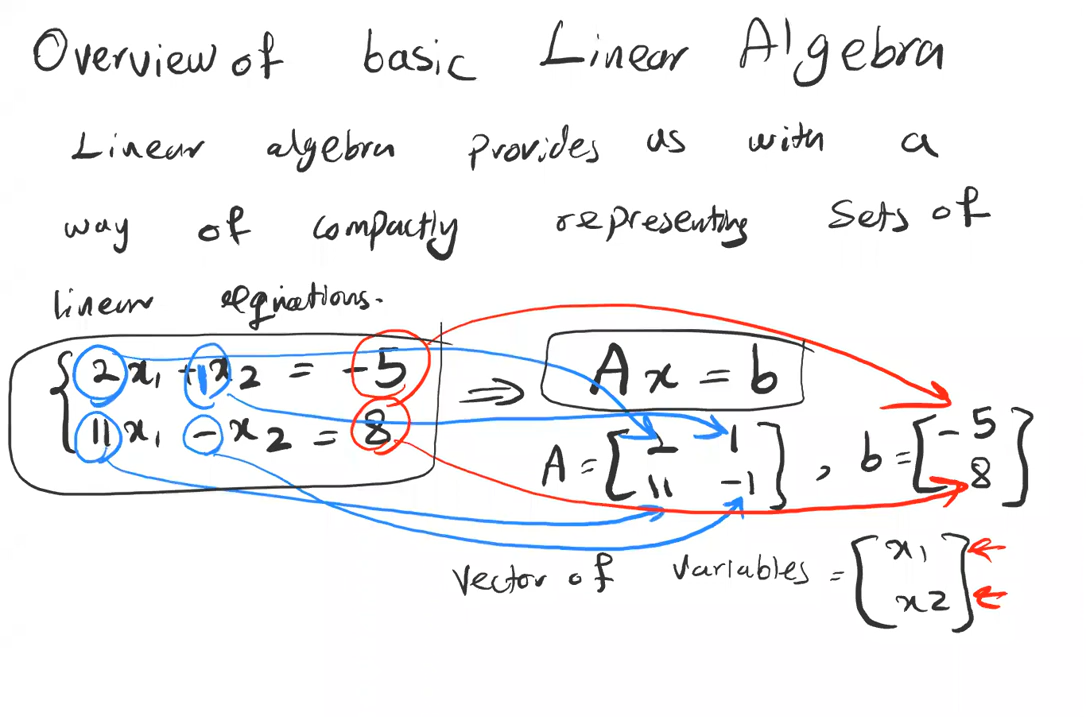 Overview of basic Linear Algebra
Linear algebra provides us with a
way of compactly representing sets of
linear equations.
2x₁ + 1x₂ = -5 ⇒ Ax = b
11x₁ - x₂ = 8
A = [2 1; 11 -1], b = [-5; 8]
Vector of variables = [x₁; x2]